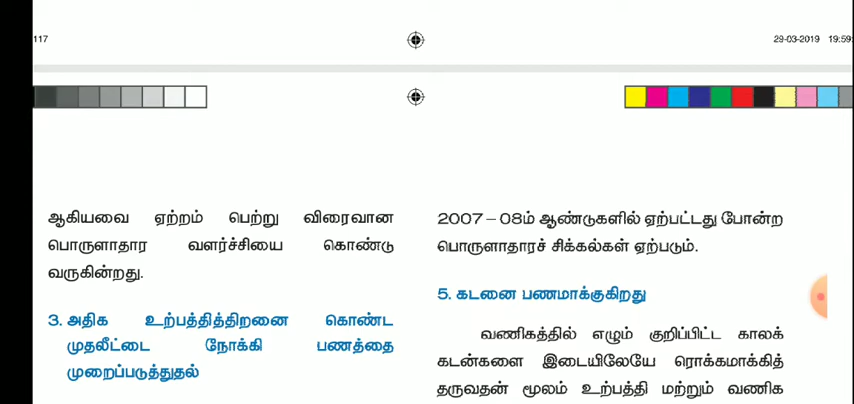 117
29-03-2019 19:59:
ஆகியவை ஏற்றம் பெற்று விரைவான
பொருளாதார வளர்ச்சியை கொண்டு
வருகின்றது.
3. அதிக உற்பத்தித்திறனை கொண்ட
முதலீட்டை நோக்கி பணத்தை
முறைப்படுத்துதல்
2007 – 08ம் ஆண்டுகளில் ஏற்பட்டது போன்ற
பொருளாதாரச் சிக்கல்கள் ஏற்படும்.
5. கடனை பணமாக்குகிறது
வணிகத்தில் எழும் குறிப்பிட்ட காலக்
கடன்களை இடையிலேயே ரொக்கமாக்கித்
தருவதன் மூலம் உற்பத்தி மற்றும் வணிக